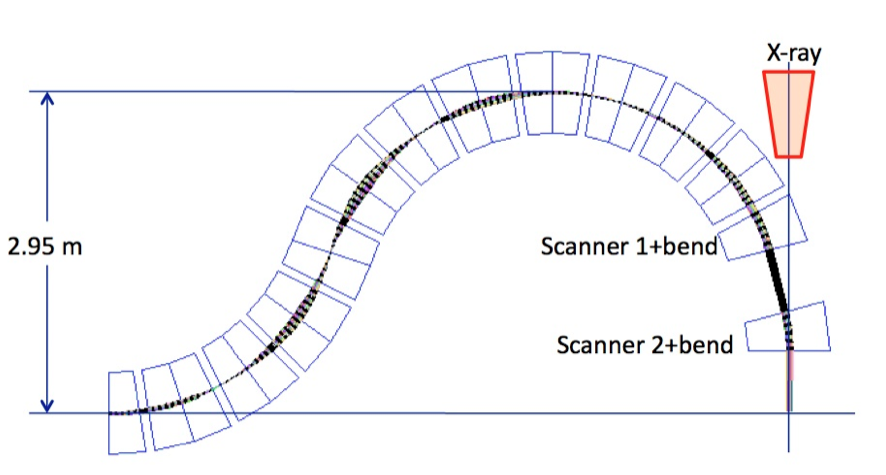 X-ray
2.95 m
Scanner 1+bend
Scanner 2+bend